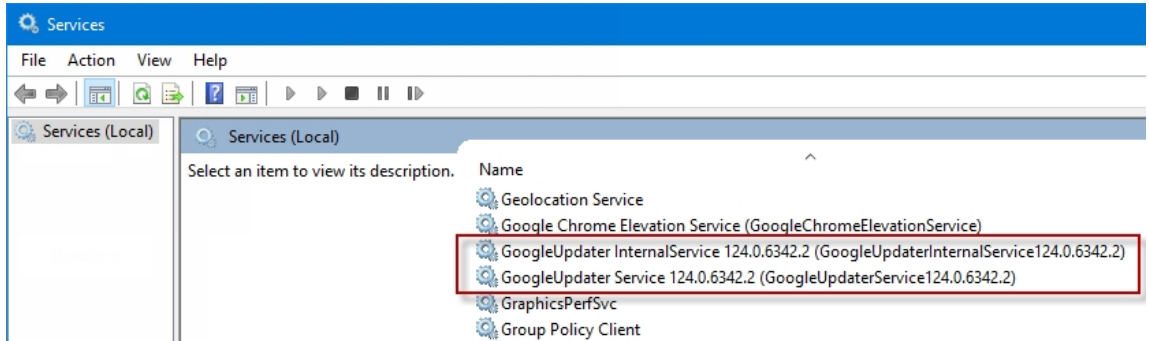 Services
File Action View Help
Services (Local)
Services (Local)
Select an item to view its description.
Name
Geolocation Service
Google Chrome Elevation Service (GoogleChromeElevationService)
GoogleUpdater InternalService 124.0.6342.2 (GoogleUpdaterInternalService124.0.6342.2)
GoogleUpdater Service 124.0.6342.2 (GoogleUpdaterService124.0.6342.2)
GraphicsPerfSvc
Group Policy Client